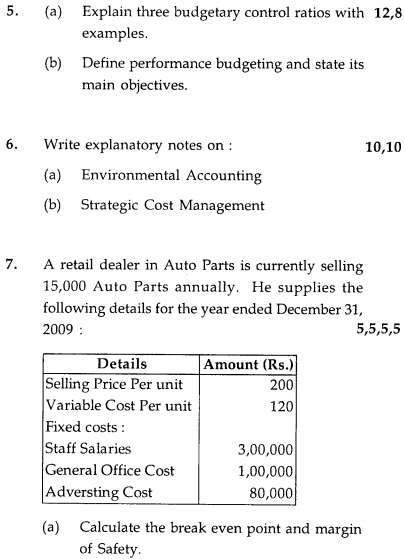 5. (a) Explain three budgetary control ratios with 12,8
examples.
(b) Define performance budgeting and state its
main objectives.
6. Write explanatory notes on : 10,10
(a) Environmental Accounting
(b) Strategic Cost Management
7. A retail dealer in Auto Parts is currently selling
15,000 Auto Parts annually. He supplies the
following details for the year ended December 31,
2009 : 5,5,5,5
Details Amount (Rs.)
Selling Price Per unit 200
Variable Cost Per unit 120
Fixed costs :
Staff Salaries 3,00,000
General Office Cost 1,00,000
Adversting Cost 80,000
(a) Calculate the break even point and margin
of Safety.